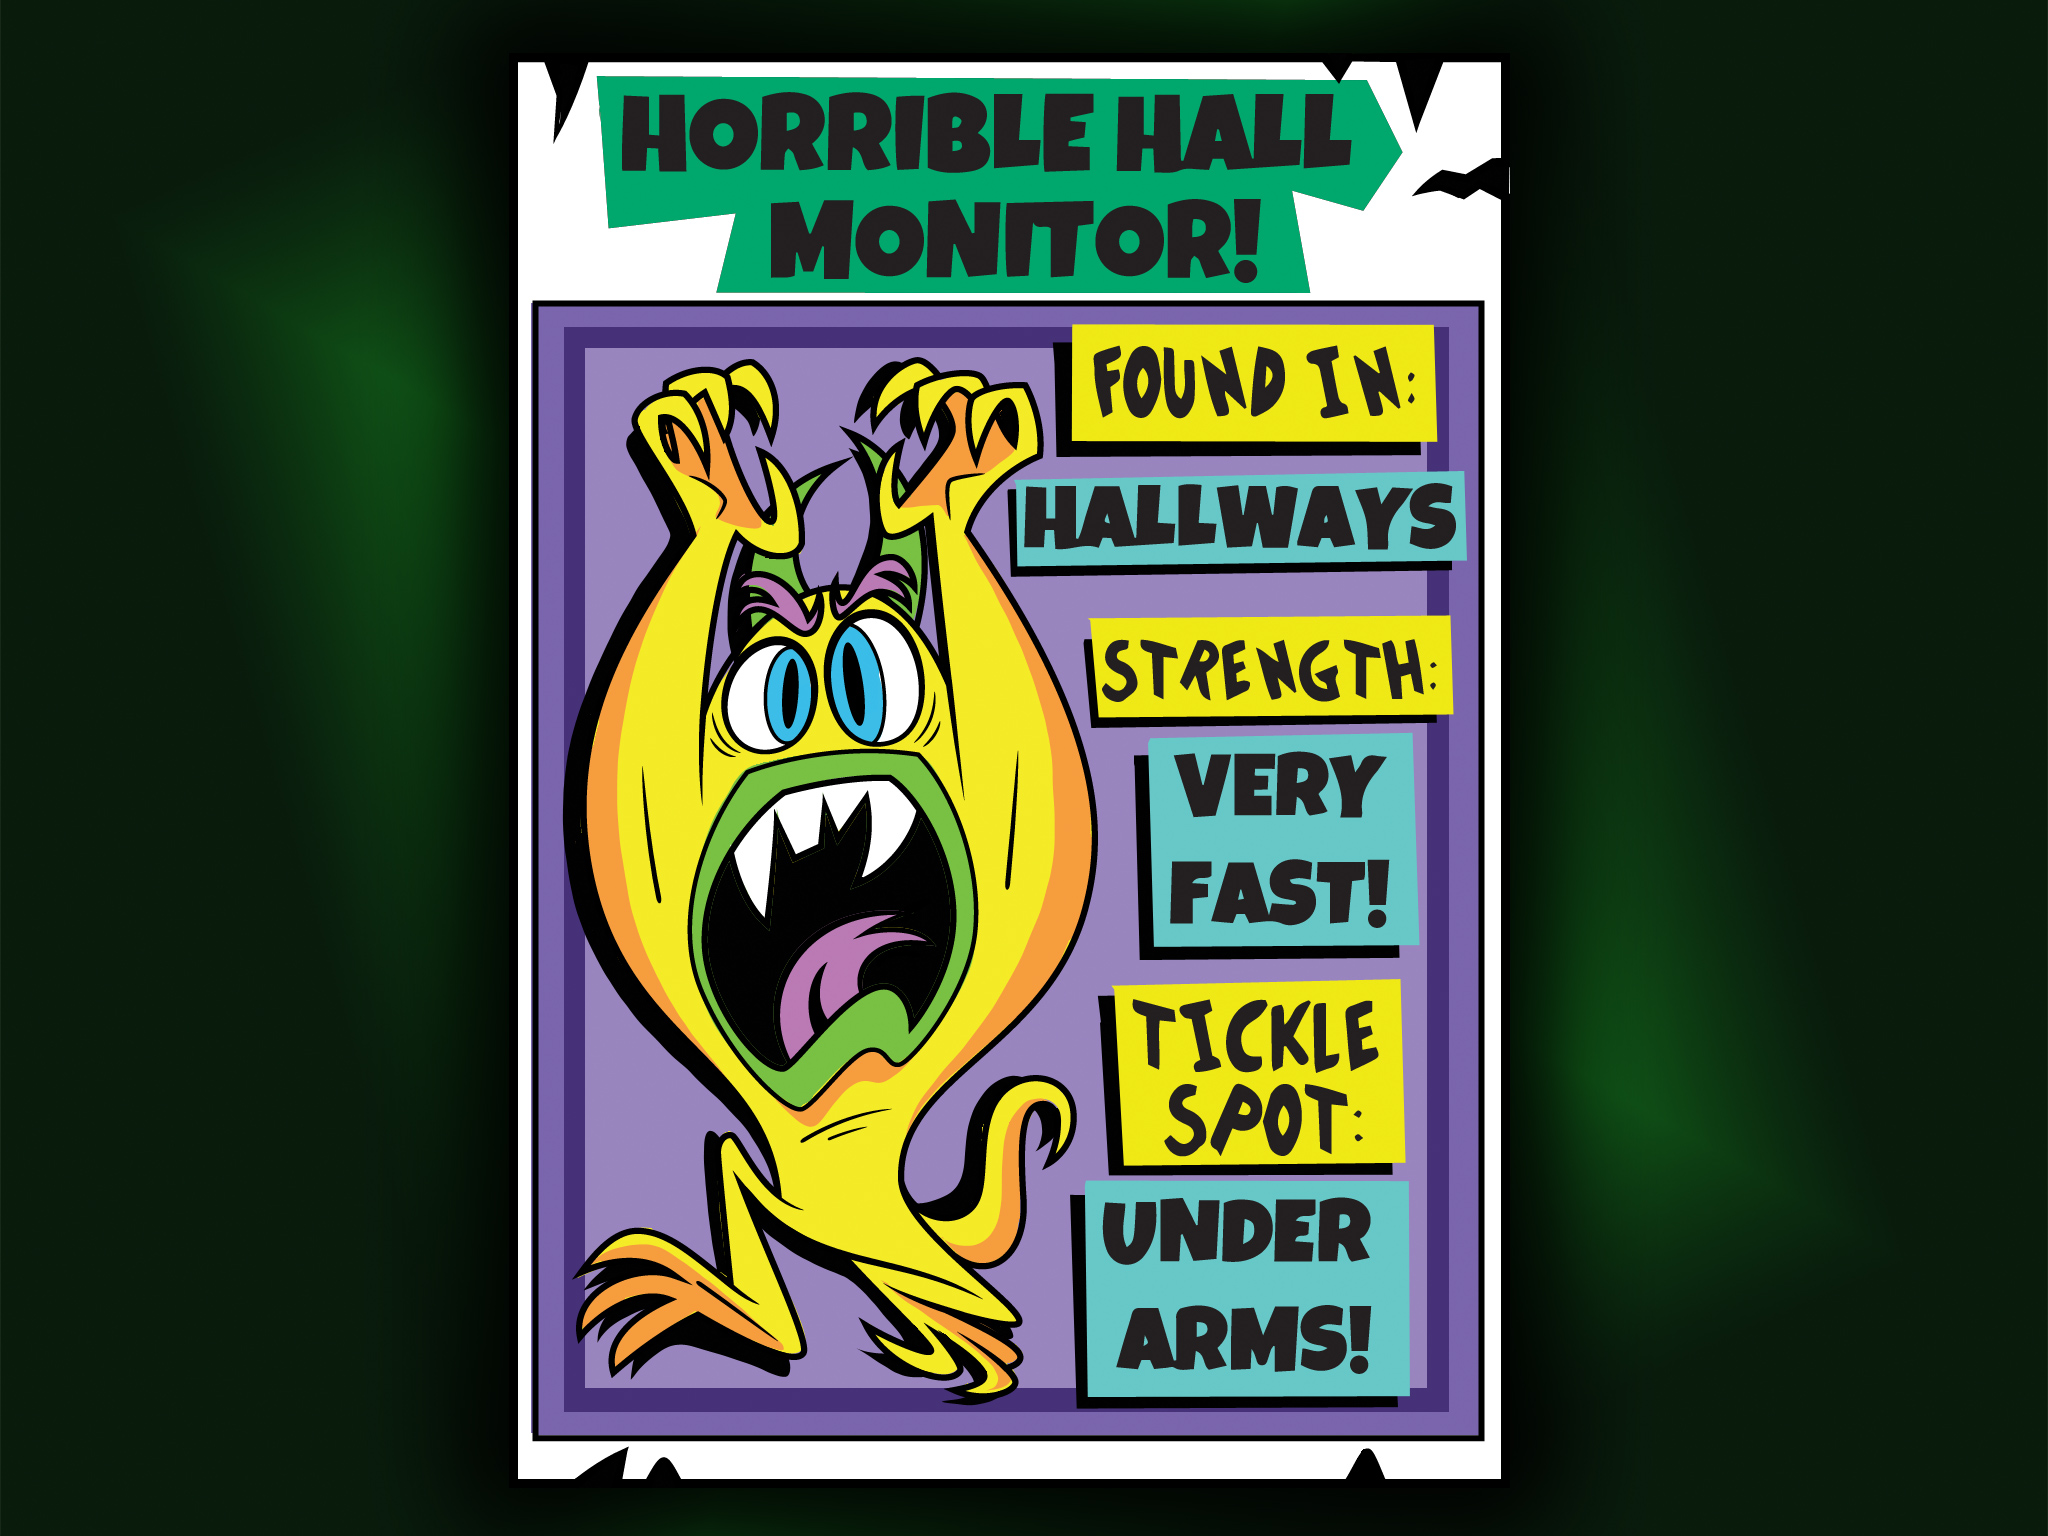 HORRIBLE HALL
MONITOR!
FOUND IN:
HALLWAYS
STRENGTH:
VERY
FAST!
TICKLE
SPOT:
UNDER
ARMS!